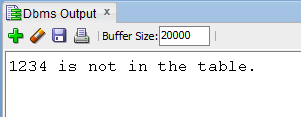 Dbms Output x
Buffer Size: 20000
1234 is not in the table.